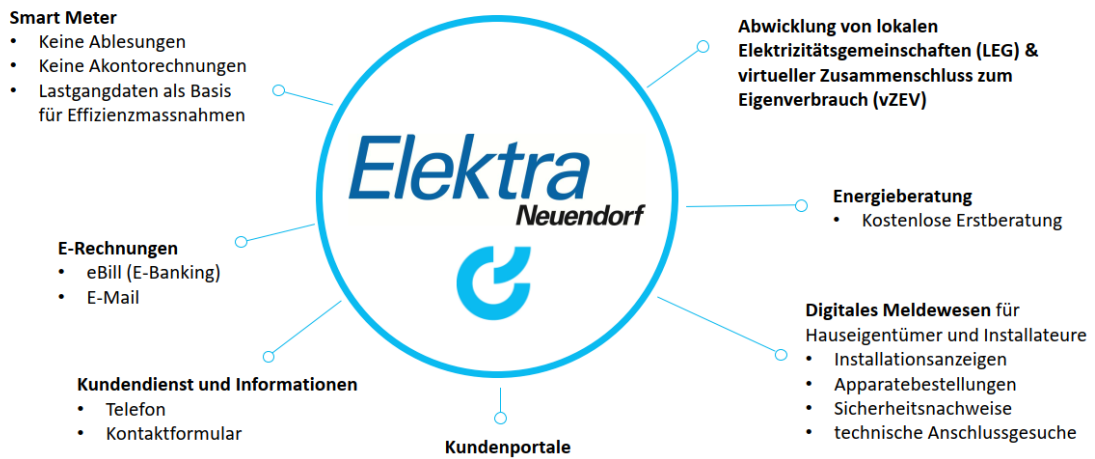 Smart Meter
• Keine Ablesungen
• Keine Akontorechnungen
• Lastgangdaten als Basis
für Effizienzmassnahmen
E-Rechnungen
• eBill (E-Banking)
• E-Mail
Kundendienst und Informationen
• Telefon
• Kontaktformular
Elektra
Neuendorf
Kundenportale
Abwicklung von lokalen
Elektrizitätsgemeinschaften (LEG) &
virtueller Zusammenschluss zum
Eigenverbrauch (vZEV)
Energieberatung
• Kostenlose Erstberatung
Digitales Meldewesen für
Hauseigentümer und Installateure
• Installationsanzeigen
• Apparatebestellungen
• Sicherheitsnachweise
• technische Anschlussgesuche